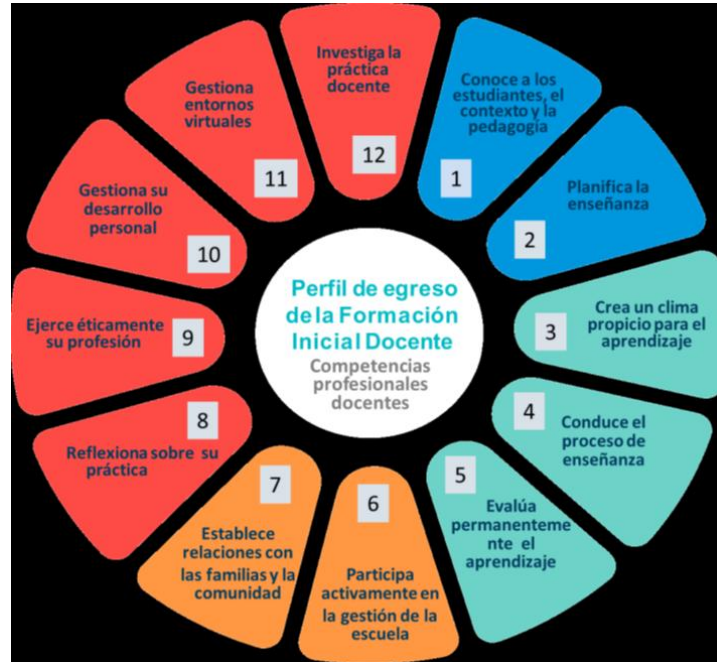 Perfil de egreso
de la Formación
Inicial Docente
Competencias
profesionales
docentes
Conoce a los
estudiantes, el
contexto y la
pedagogía
1
Planifica la
enseñanza
2
Crea un clima
propicio para el
aprendizaje
3
Conduce el
proceso de
enseñanza
4
Evalúa
permanenteme
nte el
aprendizaje
5
Participa
activamente en
la gestión de la
escuela
6
Establece
relaciones con
las familias y la
comunidad
7
Reflexiona sobre su
práctica
8
Ejerce éticamente
su profesión
9
Gestiona su
desarrollo
personal
10
Gestiona
entornos
virtuales
11
Investiga la
práctica
docente
12